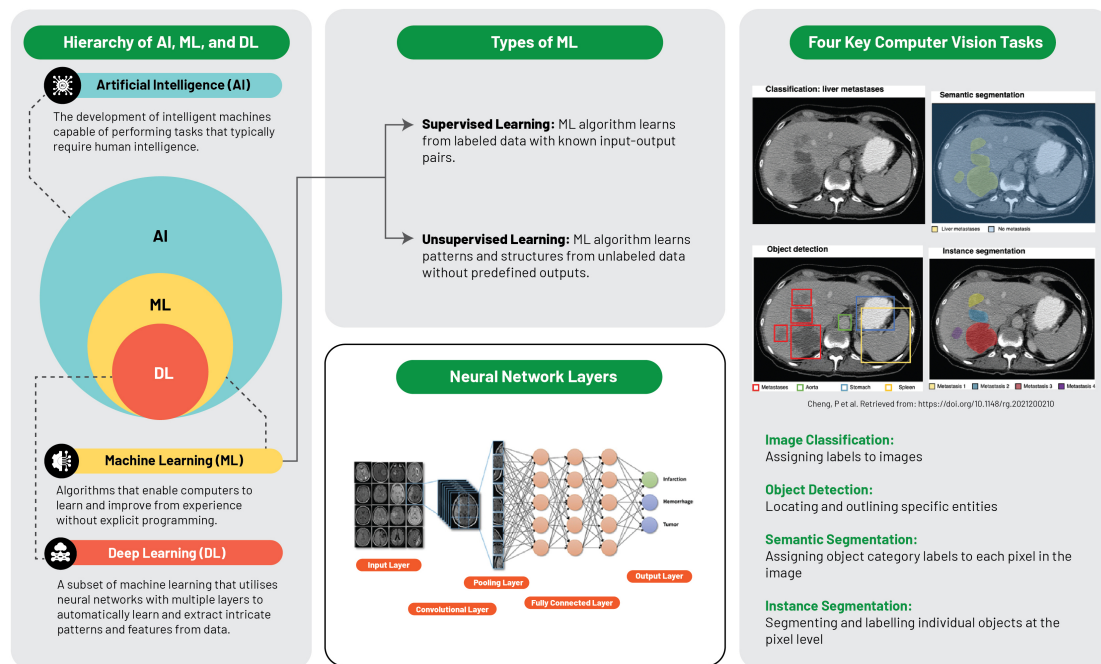 Hierarchy of AI, ML, and DL
Artificial Intelligence (AI)
The development of intelligent machines
capable of performing tasks that typically
require human intelligence.
AI
ML
DL
Machine Learning (ML)
Algorithms that enable computers to
learn and improve from experience
without explicit programming.
Deep Learning (DL)
A subset of machine learning that utilises
neural networks with multiple layers to
automatically learn and extract intricate
patterns and features from data.
Types of ML
Supervised Learning: ML algorithm learns
from labeled data with known input-output
pairs.
Unsupervised Learning: ML algorithm learns
patterns and structures from unlabeled data
without predefined outputs.
Neural Network Layers
Infarction
Hemorrhage
Tumor
Input Layer
Pooling Layer
Output Layer
Convolutional Layer
Fully Connected Layer
Four Key Computer Vision Tasks
Classification: liver metastases
Semantic segmentation
Liver metastases
No metastasis
Object detection
Instance segmentation
Metastases
Aorta
Stomach
Spleen
Metastasis 1
Metastasis 2
Metastasis 3
Metastasis 4
Cheng, P et al. Retrieved from: https://doi.org/10.1148/rg.2021200210
Image Classification:
Assigning labels to images
Object Detection:
Locating and outlining specific entities
Semantic Segmentation:
Assigning object category labels to each pixel in the
image
Instance Segmentation:
Segmenting and labelling individual objects at the
pixel level